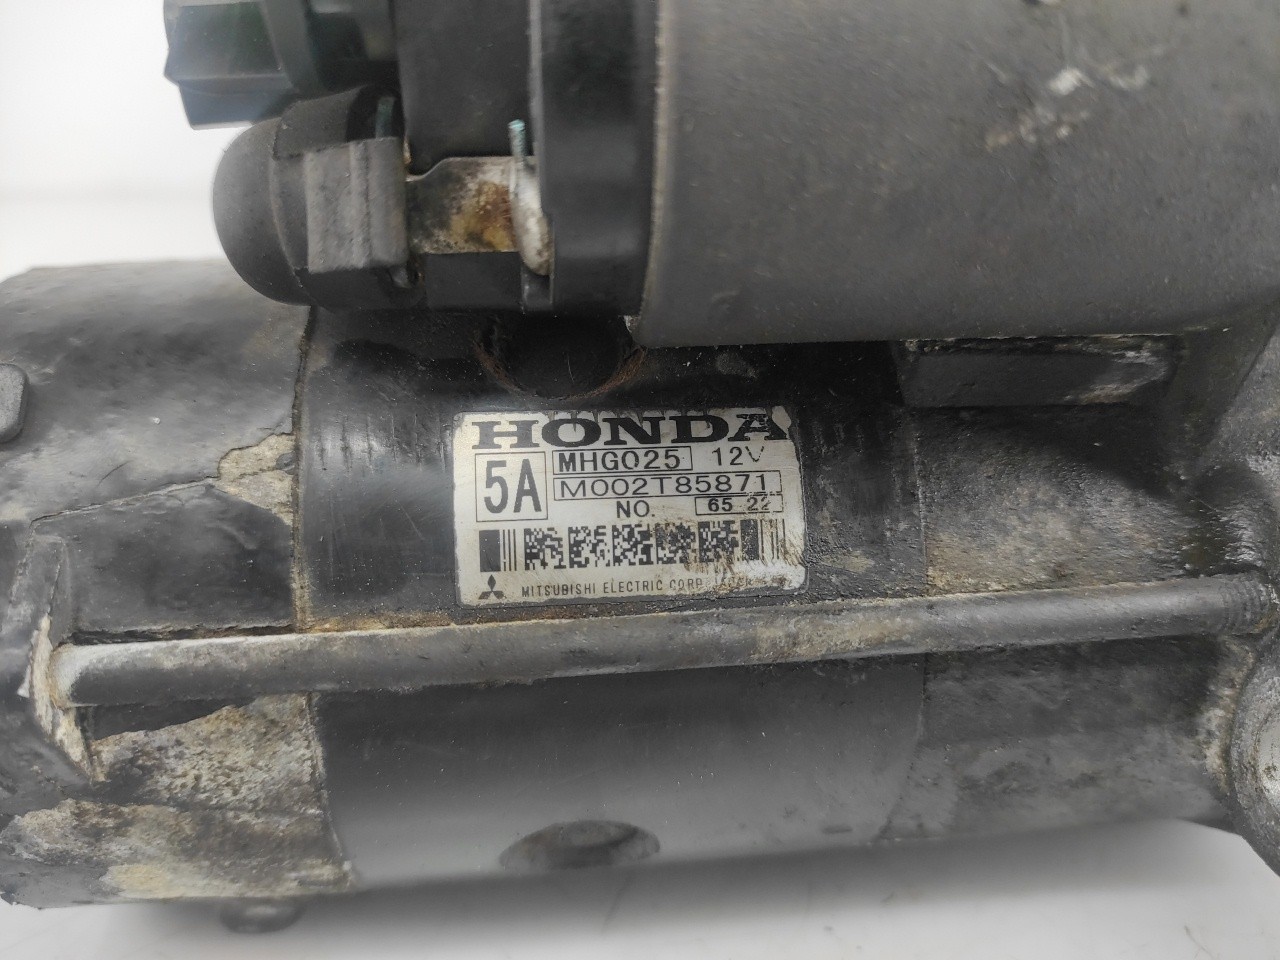 HONDA
5A MHG025 12V
M002T85871
NO. 65 22
MITSUBISHI ELECTRIC CORP.